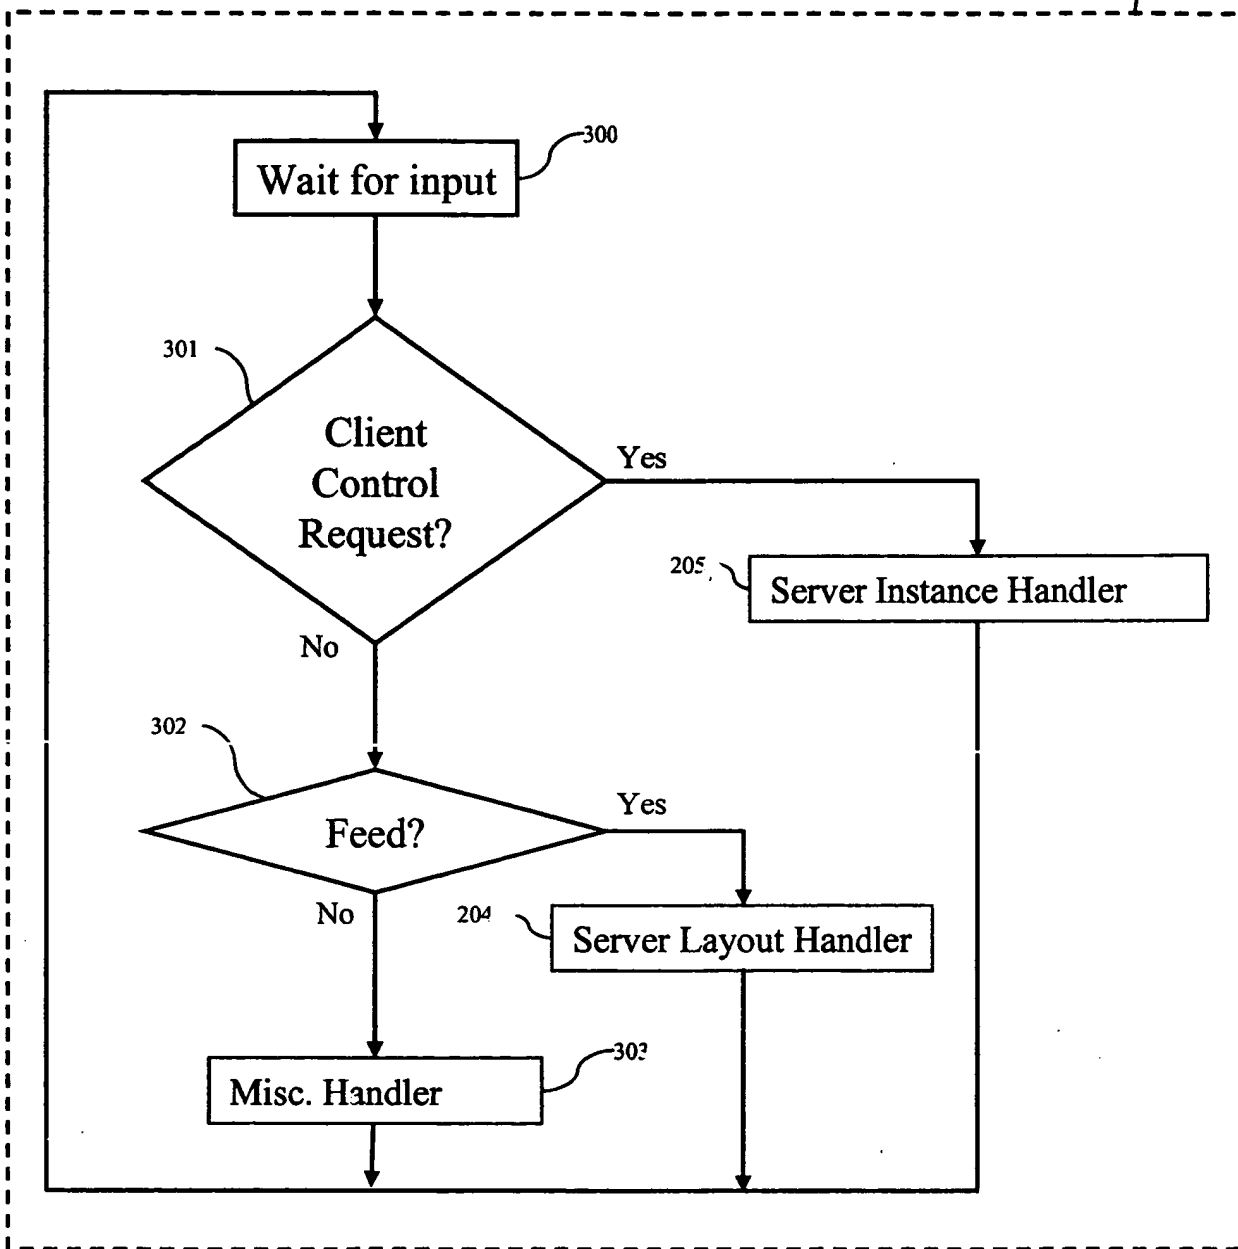 300
Wait for input
301
Client
Control
Request?
Yes
205
Server Instance Handler
No
302
Yes
Feed?
No
204
Server Layout Handler
303
Misc. Handler